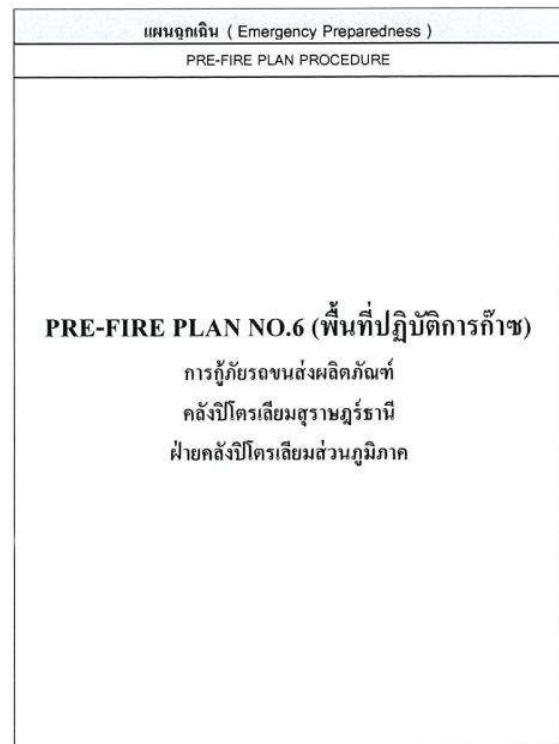 แผนฉุกเฉิน ( Emergency Preparedness )
PRE-FIRE PLAN PROCEDURE
PRE-FIRE PLAN NO.6 (พื้นที่ปฏิบัติการก๊าซ)
การกู้ภัยรถขนส่งผลิตภัณฑ์
คลังปิโตรเลียมสุราษฎร์ธานี
ฝ่ายคลังปิโตรเลียมส่วนภูมิภาค